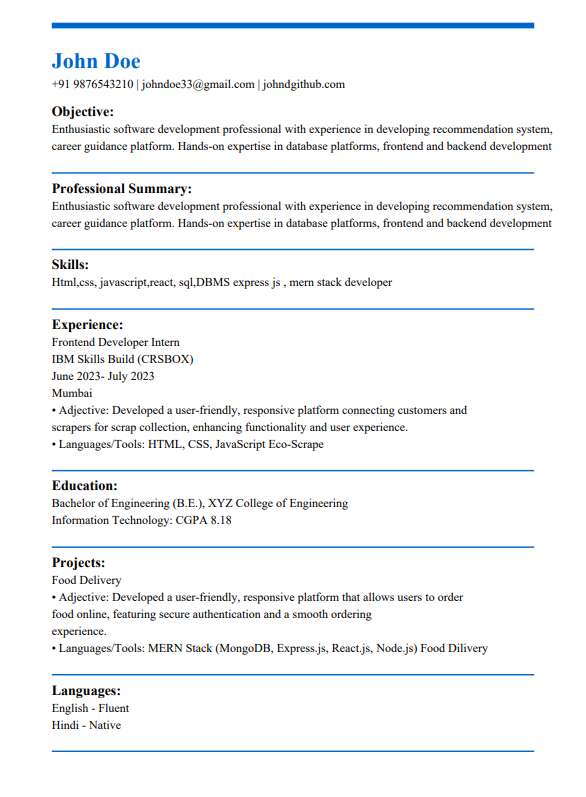 John Doe
+91 9876543210 | johndoe33@gmail.com | johndgithub.com
Objective:
Enthusiastic software development professional with experience in developing recommendation system,
career guidance platform. Hands-on expertise in database platforms, frontend and backend development
Professional Summary:
Enthusiastic software development professional with experience in developing recommendation system,
career guidance platform. Hands-on expertise in database platforms, frontend and backend development
Skills:
Html,css, javascript,react, sql,DBMS express js , mern stack developer
Experience:
Frontend Developer Intern
IBM Skills Build (CRSBOX)
June 2023- July 2023
Mumbai
• Adjective: Developed a user-friendly, responsive platform connecting customers and
scrapers for scrap collection, enhancing functionality and user experience.
• Languages/Tools: HTML, CSS, JavaScript Eco-Scrape
Education:
Bachelor of Engineering (B.E.), XYZ College of Engineering
Information Technology: CGPA 8.18
Projects:
Food Delivery
• Adjective: Developed a user-friendly, responsive platform that allows users to order
food online, featuring secure authentication and a smooth ordering
experience.
• Languages/Tools: MERN Stack (MongoDB, Express.js, React.js, Node.js) Food Dilivery
Languages:
English - Fluent
Hindi - Native